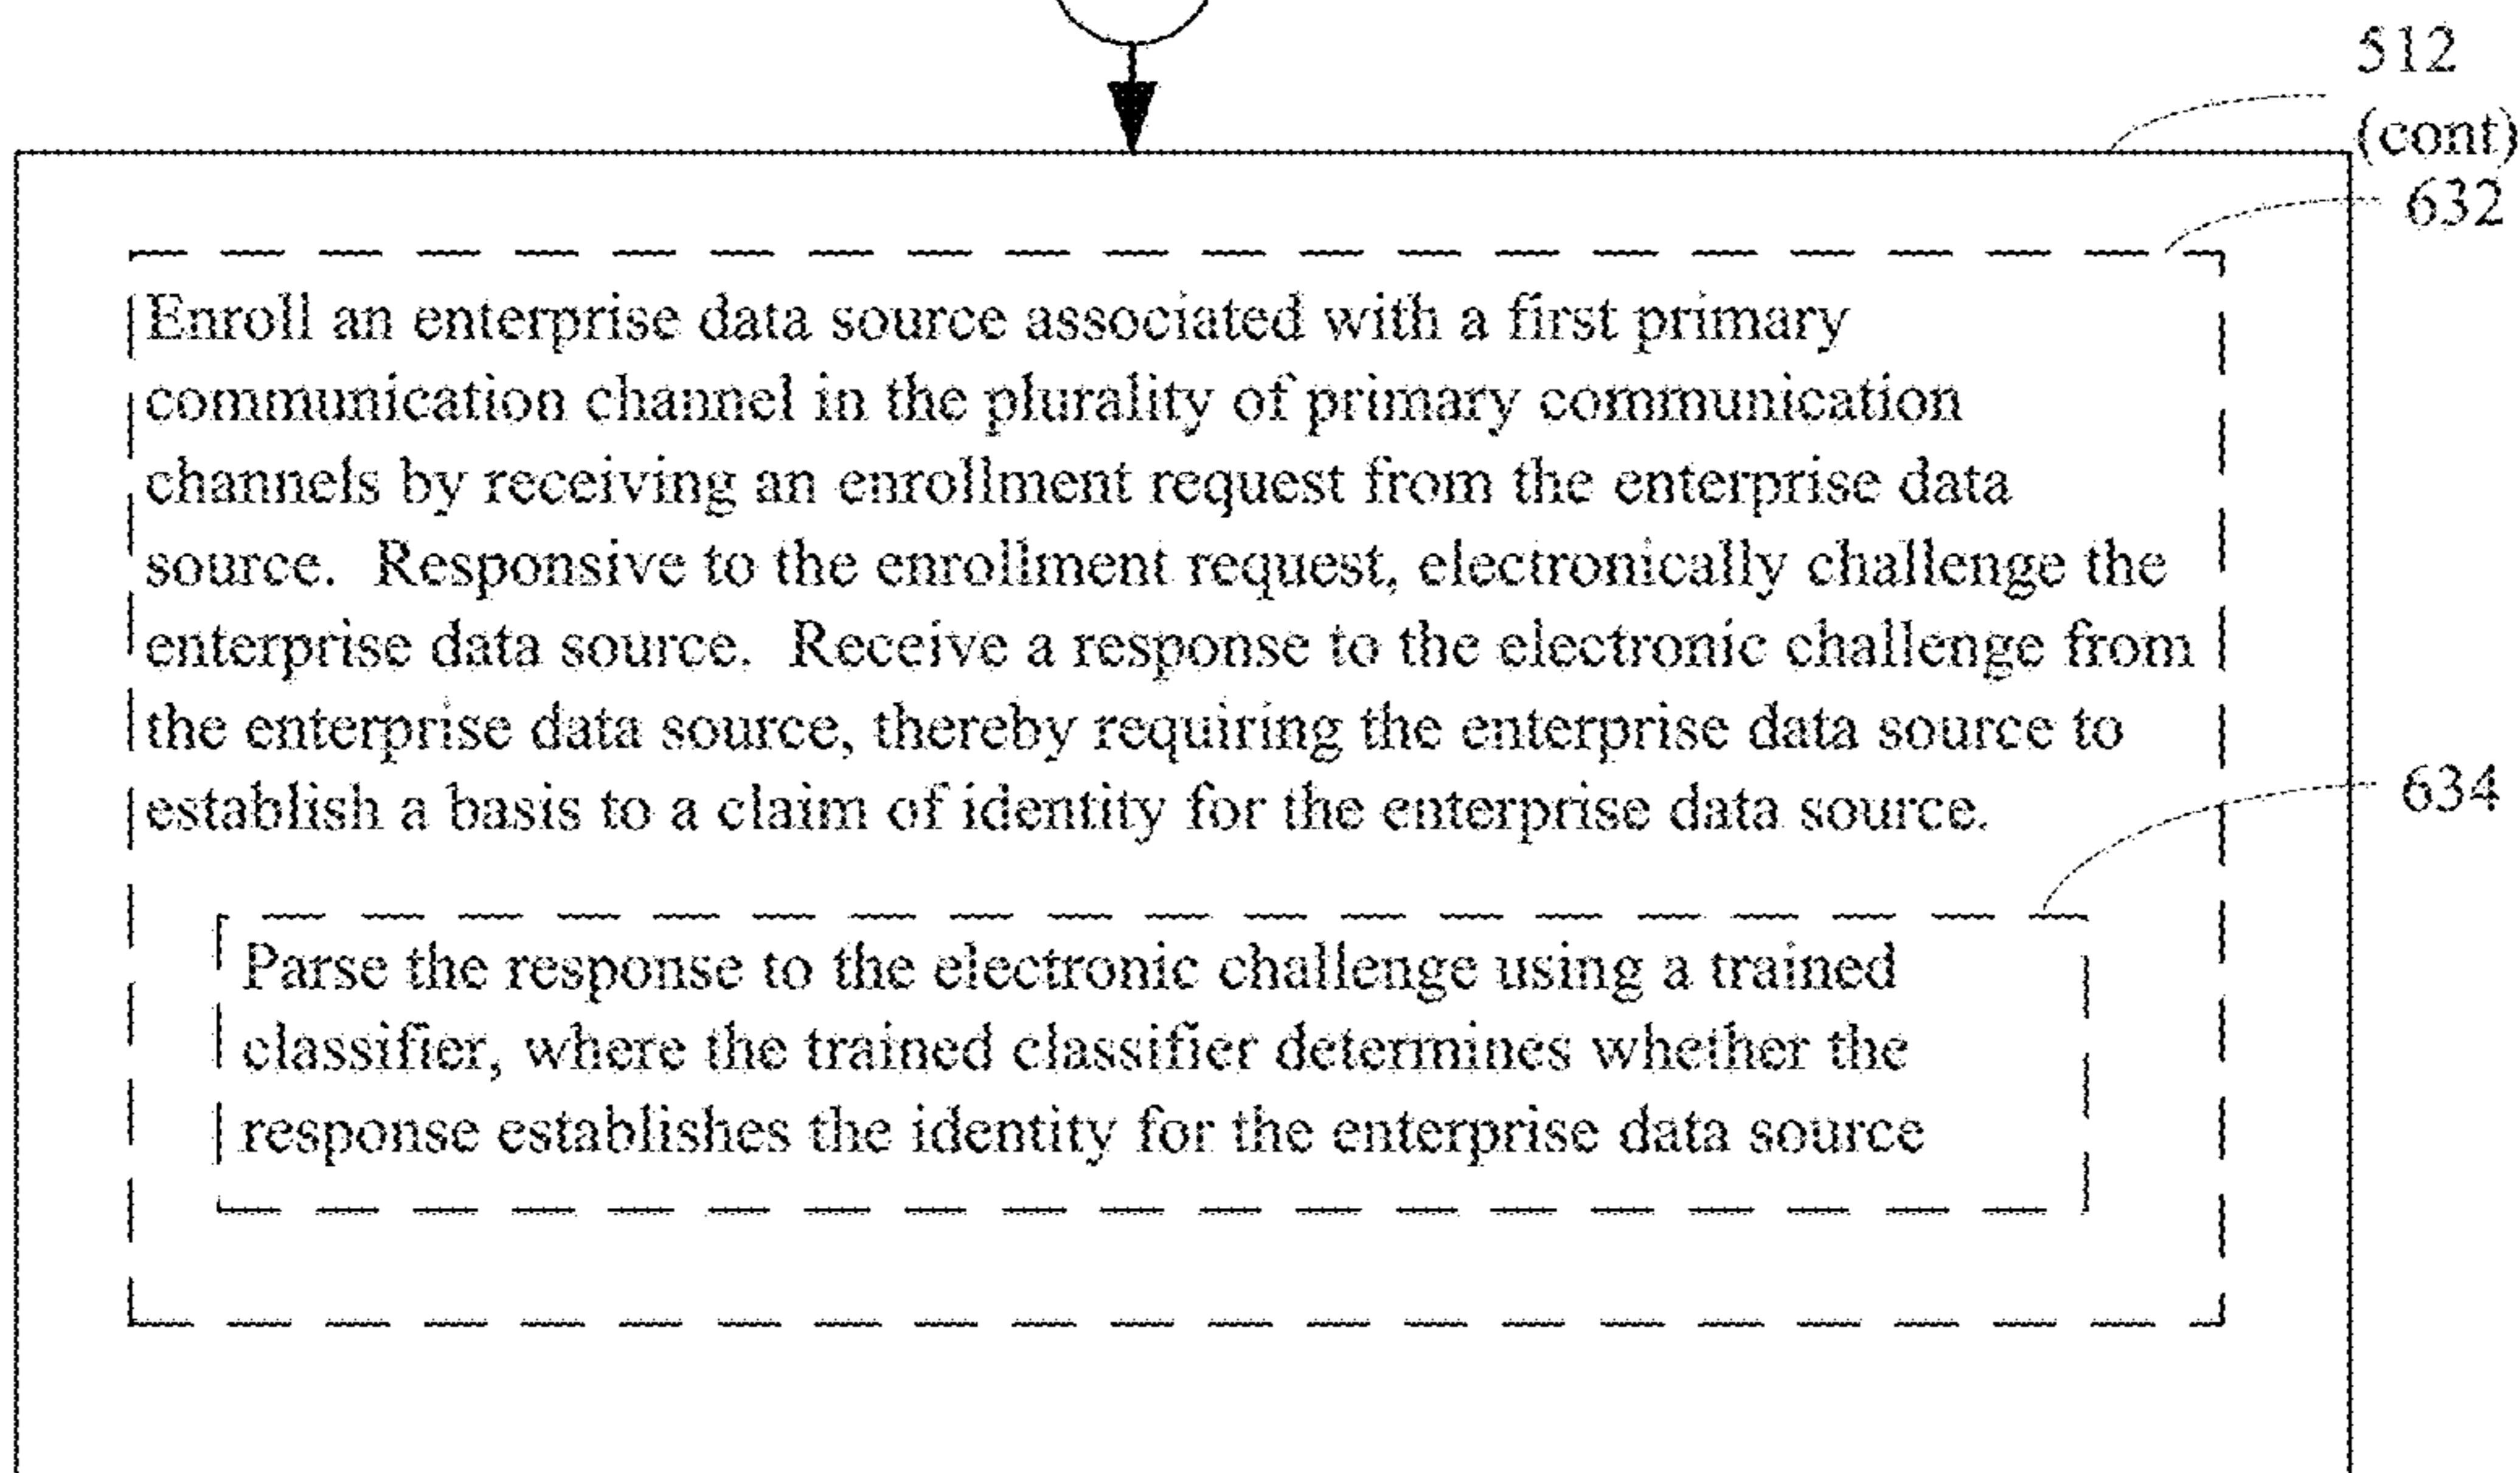 512
(cont)
632
Enroll an enterprise data source associated with a first primary
communication channel in the plurality of primary communication
channels by receiving an enrollment request from the enterprise data
source.  Responsive to the enrollment request, electronically challenge the
enterprise data source.  Receive a response to the electronic challenge from
the enterprise data source, thereby requiring the enterprise data source to
establish a basis to a claim of identity for the enterprise data source.
634
Parse the response to the electronic challenge using a trained
classifier, where the trained classifier determines whether the
response establishes the identity for the enterprise data source